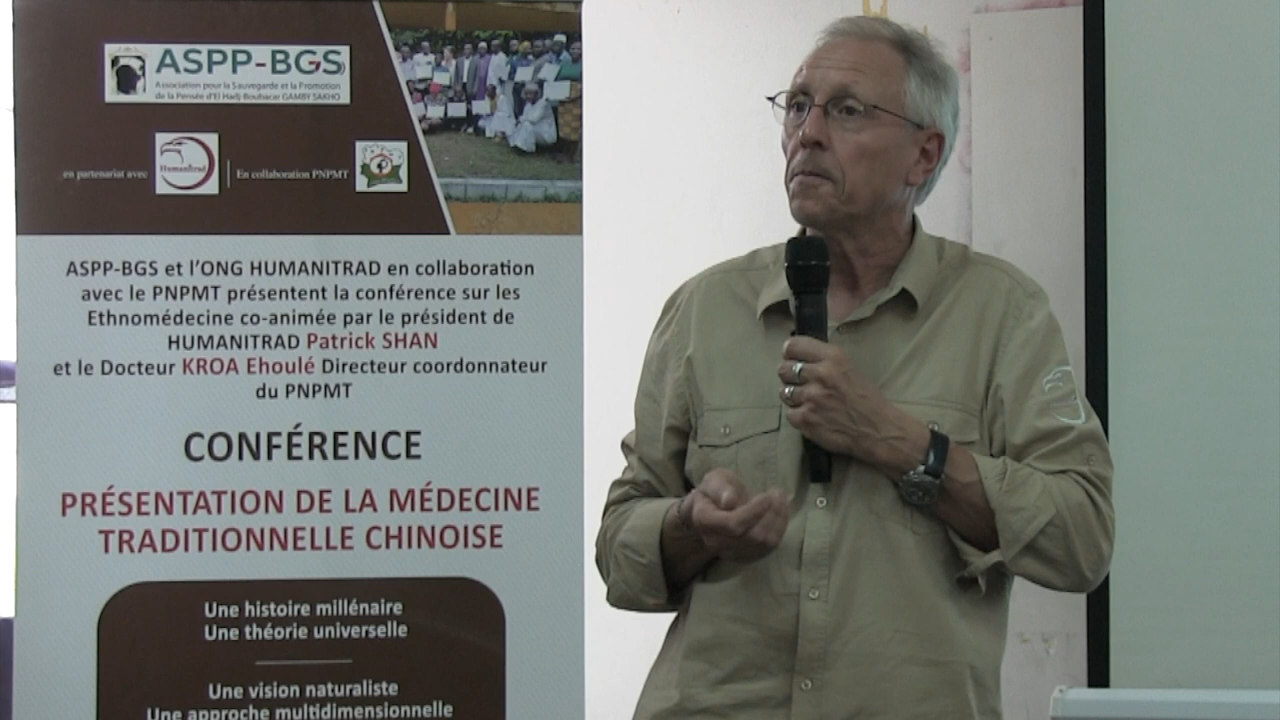 ASPP-BGS
Association pour la Sauvegarde et la Promotion
de la Pensée d'El Hadj Boubacar GAMBY SAKHO
en partenariat avec
Humanitrad
En collaboration PNPMT
ASPP-BGS et l'ONG HUMANITRAD en collaboration
avec le PNPMT présentent la conférence sur les
Ethnomédecine co-animée par le président de
HUMANITRAD Patrick SHAN
et le Docteur KROA Ehoulé Directeur coordonnateur
du PNPMT
CONFÉRENCE
PRÉSENTATION DE LA MÉDECINE
TRADITIONNELLE CHINOISE
Une histoire millénaire
Une théorie universelle
Une vision naturaliste
Une approche multidimensionnelle